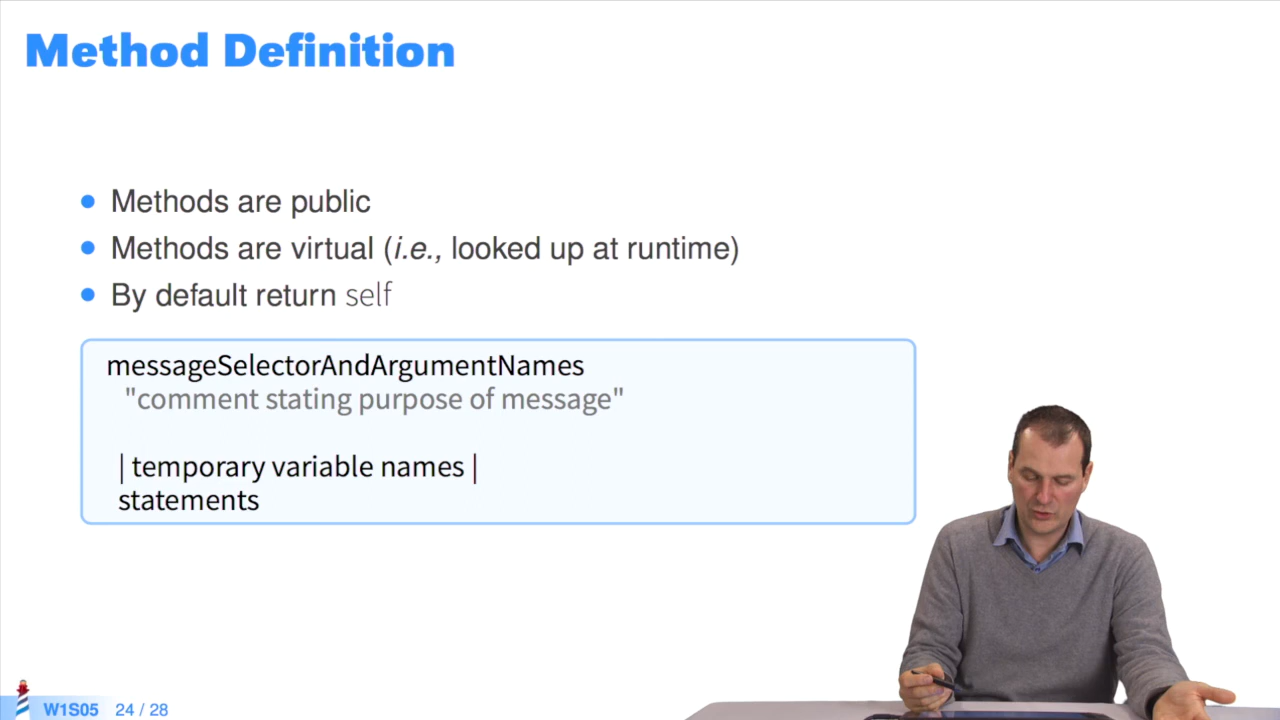 Method Definition
Methods are public
Methods are virtual (i.e., looked up at runtime)
By default return self
messageSelectorAndArgumentNames
"comment stating purpose of message"
| temporary variable names |
statements
W1S05 24 / 28